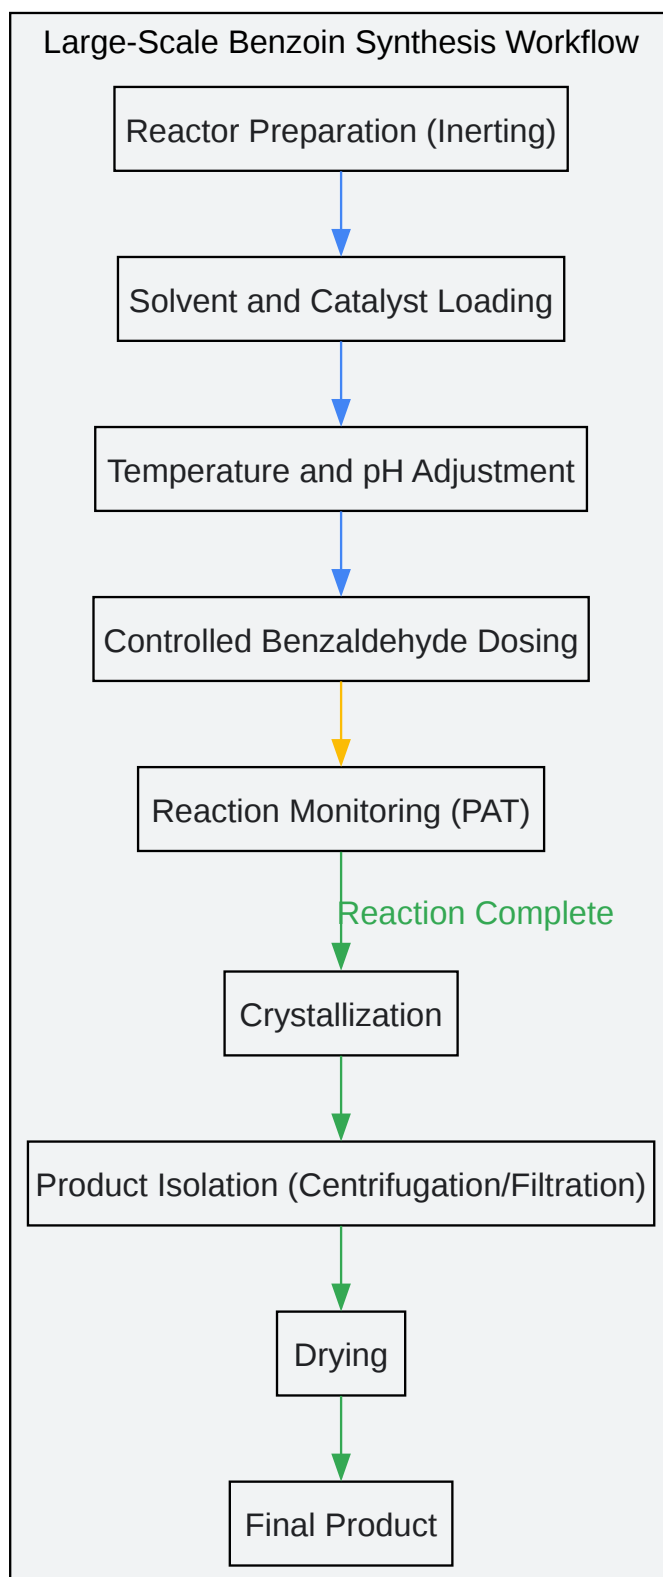 Large-Scale Benzoin Synthesis Workflow
Reactor Preparation (Inerting)
Solvent and Catalyst Loading
Temperature and pH Adjustment
Controlled Benzaldehyde Dosing
Reaction Monitoring (PAT)
Reaction Complete
Crystallization
Product Isolation (Centrifugation/Filtration)
Drying
Final Product